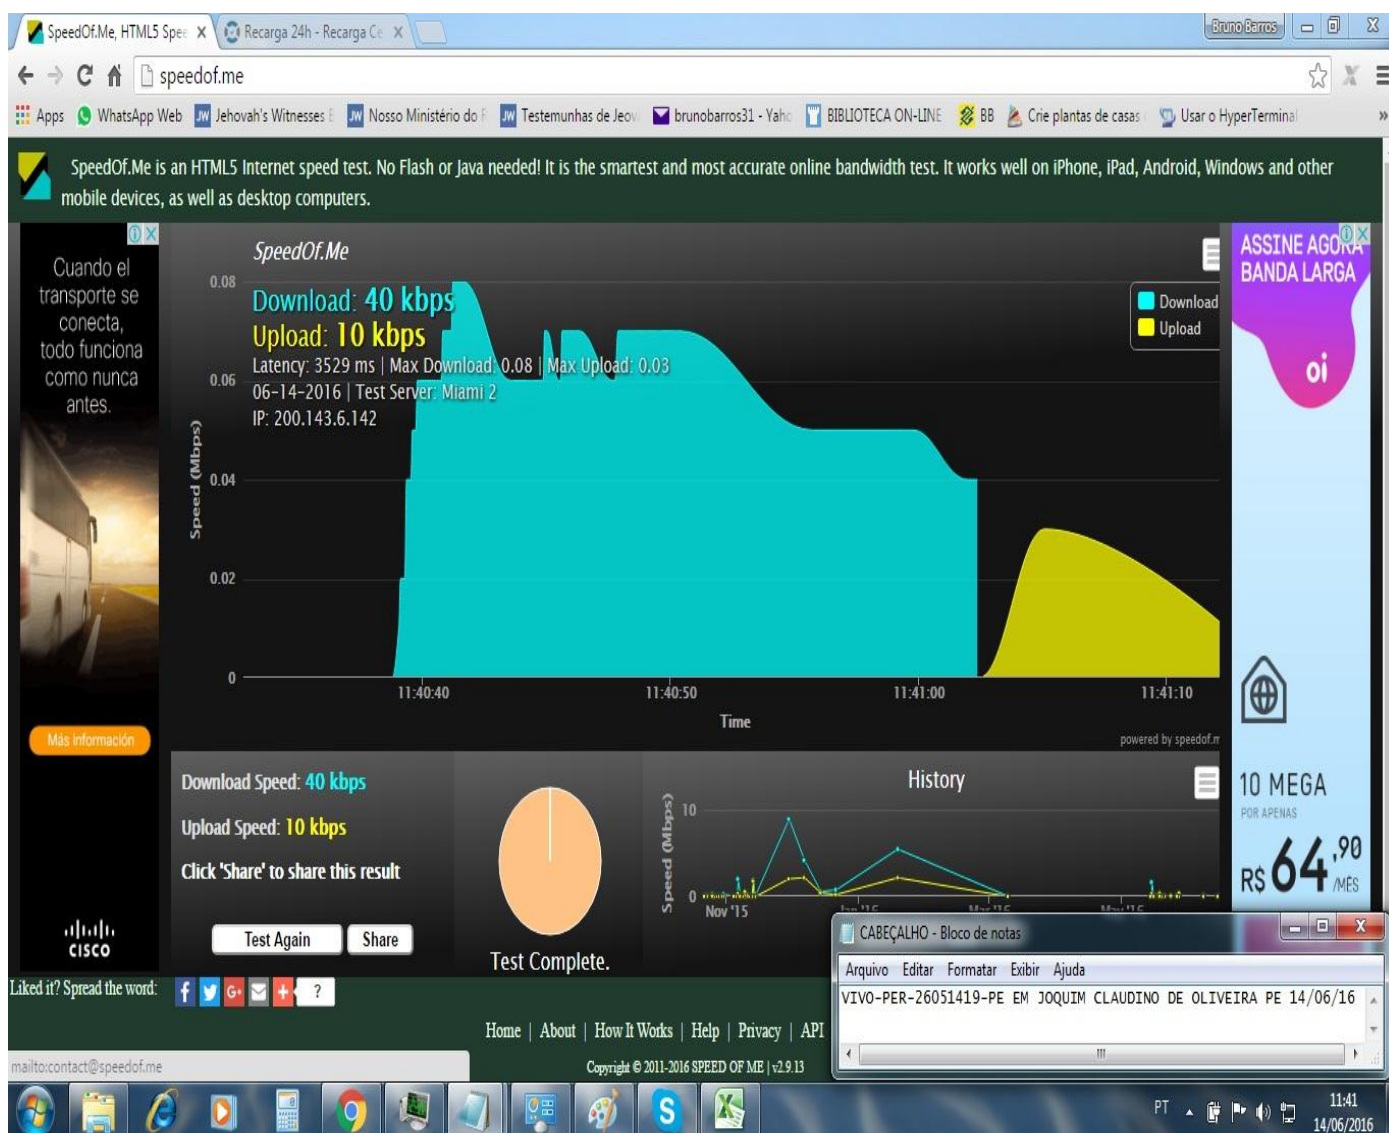 SpeedOf.Me, HTML5 Spee
Recarga 24h - Recarga Ce
Bruno Barros
speedof.me
Apps WhatsApp Web Jehovah's Witnesses Nosso Ministério do Testemunhas de Jeov brunobarros31 - Yaho BIBLIOTECA ON-LINE BB Crie plantas de casas Usar o HyperTerminal »
SpeedOf.Me is an HTML5 Internet speed test. No Flash or Java needed! It is the smartest and most accurate online bandwidth test. It works well on iPhone, iPad, Android, Windows and other
mobile devices, as well as desktop computers.
Cuando el
transporte se
conecta,
todo funciona
como nunca
antes.
Más información
CISCO
SpeedOf.Me
Download: 40 kbps
Upload: 10 kbps
Latency: 3529 ms | Max Download: 0.08 | Max Upload: 0.03
06-14-2016 | Test Server: Miami 2
IP: 200.143.6.142
Download
Upload
Speed (Mbps)
0.08
0.06
0.04
0.02
0
11:40:40 11:40:50 11:41:00 11:41:10
Time
powered by speedof.m
ASSINE AGORA
BANDA LARGA
oi
10 MEGA
POR APENAS
R$ 64,90
/MÊS
Download Speed: 40 kbps
Upload Speed: 10 kbps
Click 'Share' to share this result
Test Again Share
Test Complete.
History
Speed (Mbps)
10
0
Nov '15 Jan '16 Mar '16 May '16
CABEÇALHO - Bloco de notas
Arquivo Editar Formatar Exibir Ajuda
VIVO-PER-26051419-PE EM JOQUIM CLAUDINO DE OLIVEIRA PE 14/06/16
Liked it? Spread the word:
?
Home | About | How It Works | Help | Privacy | API
Copyright © 2011-2016 SPEED OF ME | v2.9.13
mailto:contact@speedof.me
PT
11:41
14/06/2016